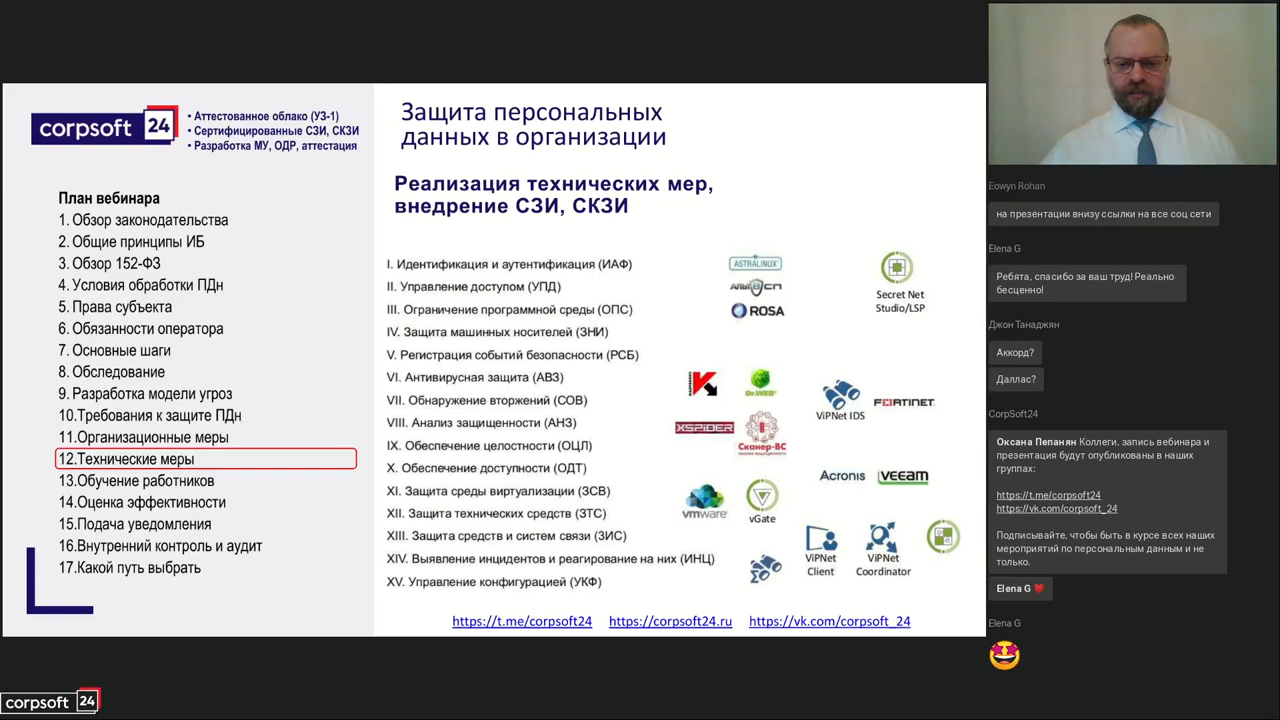 corpsoft 24
• Аттестованное облако (УЗ-1)
• Сертифицированные СЗИ, СКЗИ
• Разработка МУ, ОДР, аттестация
План вебинара
1. Обзор законодательства
2. Общие принципы ИБ
3. Обзор 152-ФЗ
4. Условия обработки ПДн
5. Права субъекта
6. Обязанности оператора
7. Основные шаги
8. Обследование
9. Разработка модели угроз
10.Требования к защите ПДн
11.Организационные меры
12.Технические меры
13.Обучение работников
14.Оценка эффективности
15.Подача уведомления
16.Внутренний контроль и аудит
17.Какой путь выбрать
Защита персональных
данных в организации
Реализация технических мер,
внедрение СЗИ, СКЗИ
I. Идентификация и аутентификация (ИАФ)
II. Управление доступом (УПД)
III. Ограничение программной среды (ОПС)
IV. Защита машинных носителей (ЗНИ)
V. Регистрация событий безопасности (РСБ)
VI. Антивирусная защита (АВЗ)
VII. Обнаружение вторжений (СОВ)
VIII. Анализ защищенности (АНЗ)
IX. Обеспечение целостности (ОЦЛ)
X. Обеспечение доступности (ОДТ)
XI. Защита среды виртуализации (ЗСВ)
XII. Защита технических средств (ЗТС)
XIII. Защита средств и систем связи (ЗИС)
XIV. Выявление инцидентов и реагирование на них (ИНЦ)
XV. Управление конфигурацией (УКФ)
ASTRALINUX
АЛЬТ 8 СП
ROSA
Secret Net
Studio/LSP
Dr.WEB
ViPNet IDS
FORTINET
XSPIDER
Сканер-ВС
Acronis
VEEAM
vmware
vGate
ViPNet
Client
ViPNet
Coordinator
https://t.me/corpsoft24
https://corpsoft24.ru
https://vk.com/corpsoft_24
Eowyn Rohan
на презентации внизу ссылки на все соц сети
Elena G
Ребята, спасибо за ваш труд! Реально
бесценно!
Джон Танаджян
Аккорд?
Даллас?
CorpSoft24
Оксана Пепанян Коллеги, запись вебинара и
презентация будут опубликованы в наших
группах:
https://t.me/corpsoft24
https://vk.com/corpsoft_24
Подписывайте, чтобы быть в курсе всех наших
мероприятий по персональным данным и не
только.
Elena G ❤️
Elena G
corpsoft 24